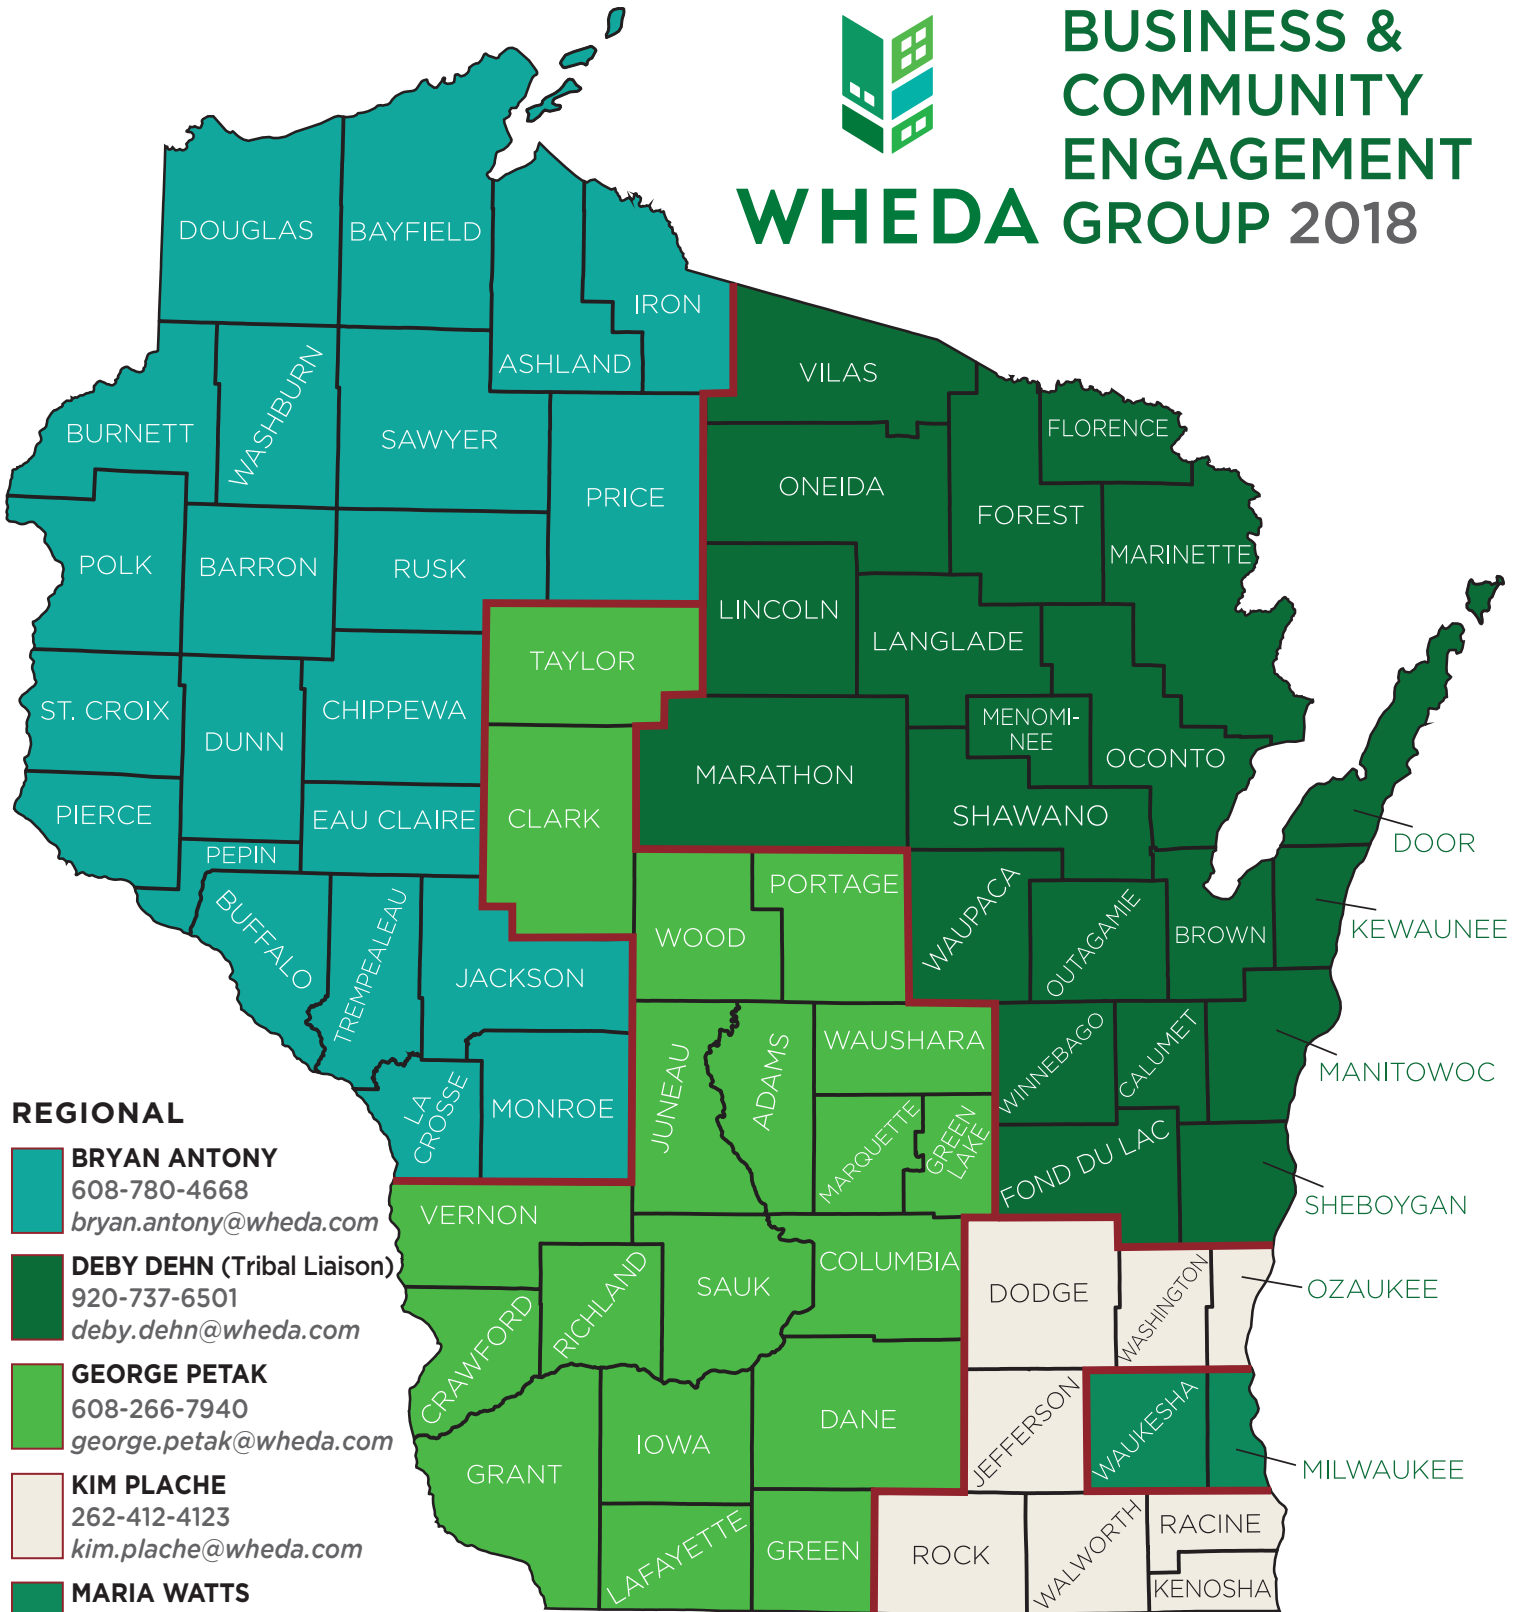 BUSINESS &
COMMUNITY
ENGAGEMENT
GROUP 2018
WHEDA
DOUGLAS
BAYFIELD
IRON
ASHLAND
VILAS
WASHBURN
BURNETT
SAWYER
FLORENCE
PRICE
ONEIDA
FOREST
POLK
BARRON
RUSK
MARINETTE
LINCOLN
LANGLADE
TAYLOR
ST. CROIX
CHIPPEWA
DUNN
MENOMI-
NEE
OCONTO
MARATHON
PIERCE
EAU CLAIRE
CLARK
SHAWANO
DOOR
PEPIN
PORTAGE
BUFFALO
TREMPEALEAU
WOOD
WAUPACA
OUTAGAMIE
BROWN
KEWAUNEE
JACKSON
JUNEAU
ADAMS
WAUSHARA
WINNEBAGO
CALUMET
MANITOWOC
LA
CROSSE
MONROE
MARQUETTE
GREEN
LAKE
FOND DU LAC
SHEBOYGAN
VERNON
RICHLAND
SAUK
COLUMBIA
DODGE
WASHINGTON
OZAUKEE
CRAWFORD
DANE
JEFFERSON
WAUKESHA
MILWAUKEE
GRANT
IOWA
LAFAYETTE
GREEN
ROCK
WALWORTH
RACINE
KENOSHA
REGIONAL
BRYAN ANTONY
608-780-4668
bryan.antony@wheda.com
DEBY DEHN (Tribal Liaison)
920-737-6501
deby.dehn@wheda.com
GEORGE PETAK
608-266-7940
george.petak@wheda.com
KIM PLACHE
262-412-4123
kim.plache@wheda.com
MARIA WATTS